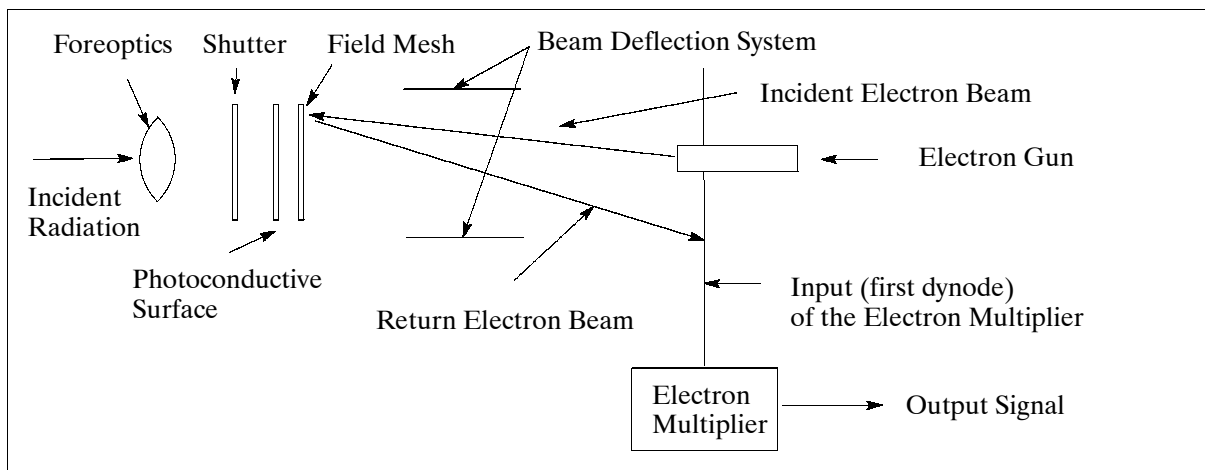 Foreoptics
Shutter
Field Mesh
Beam Deflection System
Incident Electron Beam
Electron Gun
Incident
Radiation
Photoconductive
Surface
Return Electron Beam
Input (first dynode)
of the Electron Multiplier
Electron
Multiplier
Output Signal